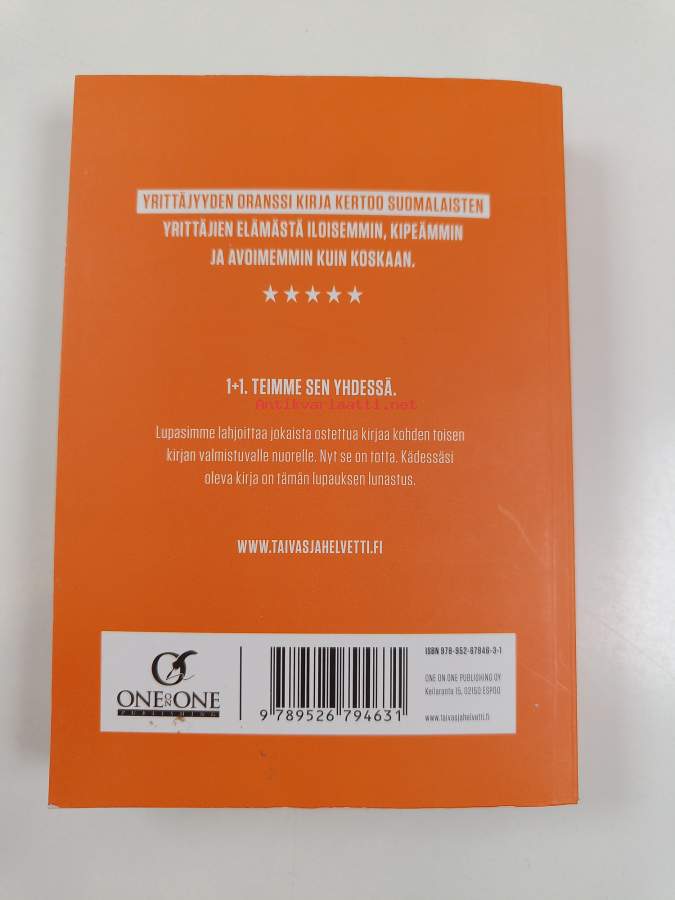 YRITTÄJYYDEN ORANSSI KIRJA KERTOO SUOMALAISTEN
YRITTÄJIEN ELÄMÄSTÄ ILOISEMMIN, KIPEÄMMIN
JA AVOIMEMMIN KUIN KOSKAAN.
1+1. TEIMME SEN YHDESSÄ.
Antikvariaatti.net
Lupasimme lahjoittaa jokaista ostettua kirjaa kohden toisen
kirjan valmistuvalle nuorelle. Nyt se on totta. Kädessäsi
oleva kirja on tämän lupauksen lunastus.
WWW.TAIVASJAHELVETTI.FI
ONE ON ONE
PUBLISHING
9 789526 794631
ISBN 978-952-67946-3-1
ONE ON ONE PUBLISHING OY
Keilaranta 15, 02150 ESPOO
www.taivasjahelvetti.fi